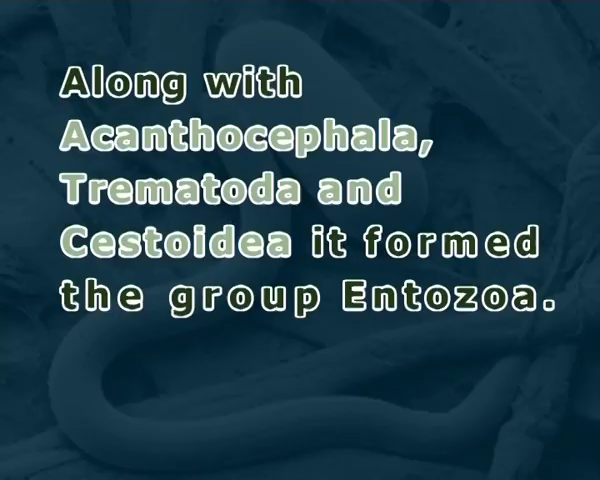 Along with
Acanthocephala,
Trematoda and
Cestoidea it formed
the group Entozoa.